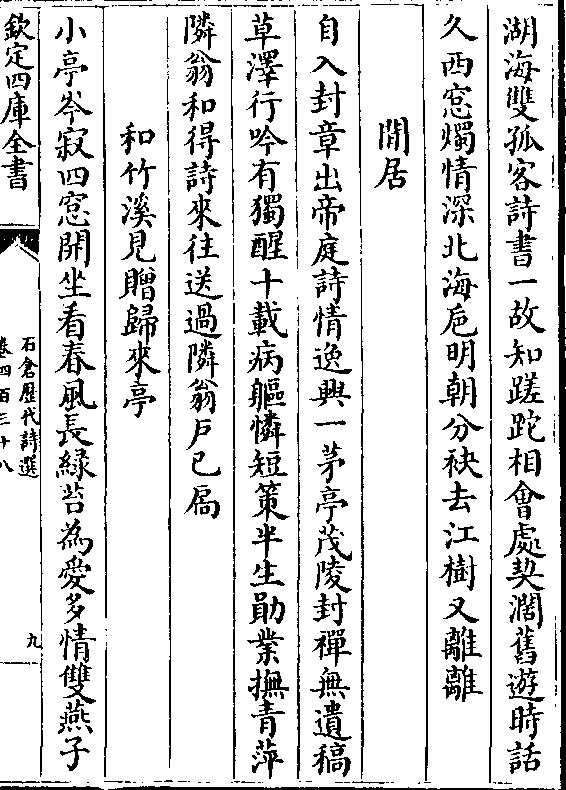 湖海雙孤客詩書一故知蹉跎相會處契濶舊遊時話
久西窓燭情深北海巵明朝分袂去江樹又離離
閒居
自入封章出帝庭詩情逸興一茅亭茂陵封禪無遺稿
草澤行吟有獨醒十載病軀憐短策半生勛業撫青萍
隣翁和得詩來往送過隣翁戶已扃
和竹溪見贈歸來亭
小亭岑寂四窓開坐看春風長緑苔為愛多情雙燕子
欽定四庫全書
石倉歷代詩選
卷四百三十八
九